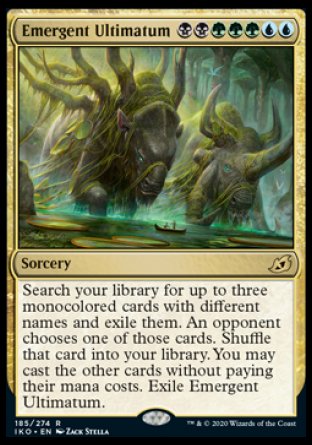 Emergent Ultimatum
Sorcery
Search your library for up to three
monocolored cards with different
names and exile them. An opponent
chooses one of those cards. Shuffle
that card into your library. You may
cast the other cards without paying
their mana costs. Exile Emergent
Ultimatum.
185/274 R
IKO • EN Zack Stella
™ & © 2020 Wizards of the Coast